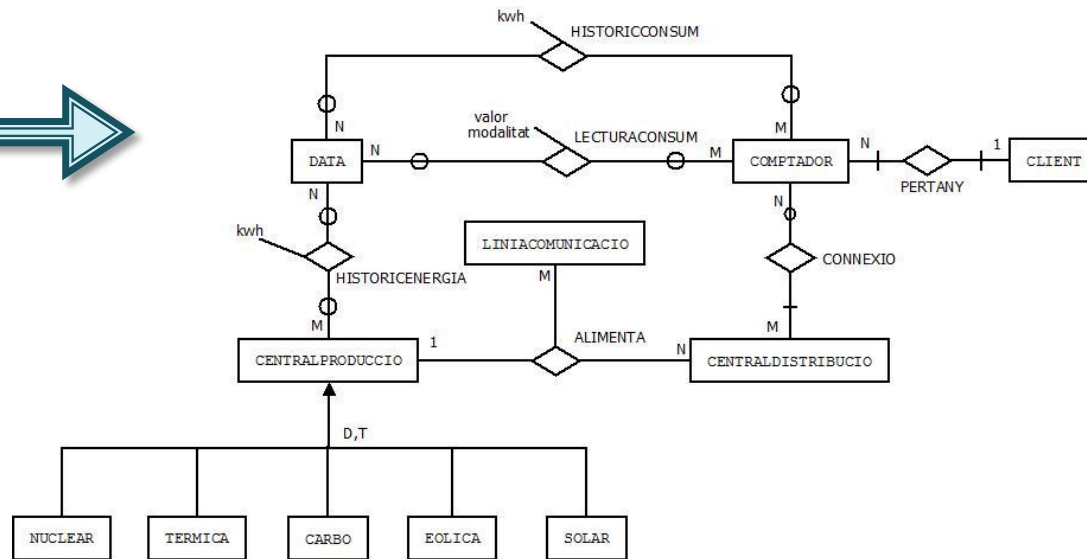 kwh
HISTORICCONSUM
N
M
valor
modalitat
LECTURACONSUM
DATA
N
M
COMPTADOR
N
1
CLIENT
PERTANY
N
N
kwh
LINIACOMUNICACIO
CONNEXIO
HISTORICENERGIA
M
M
M
ALIMENTA
1
N
CENTRALPRODUCCIO
CENTRALDISTRIBUCIO
D,T
NUCLEAR
TERMICA
CARBO
EOLICA
SOLAR